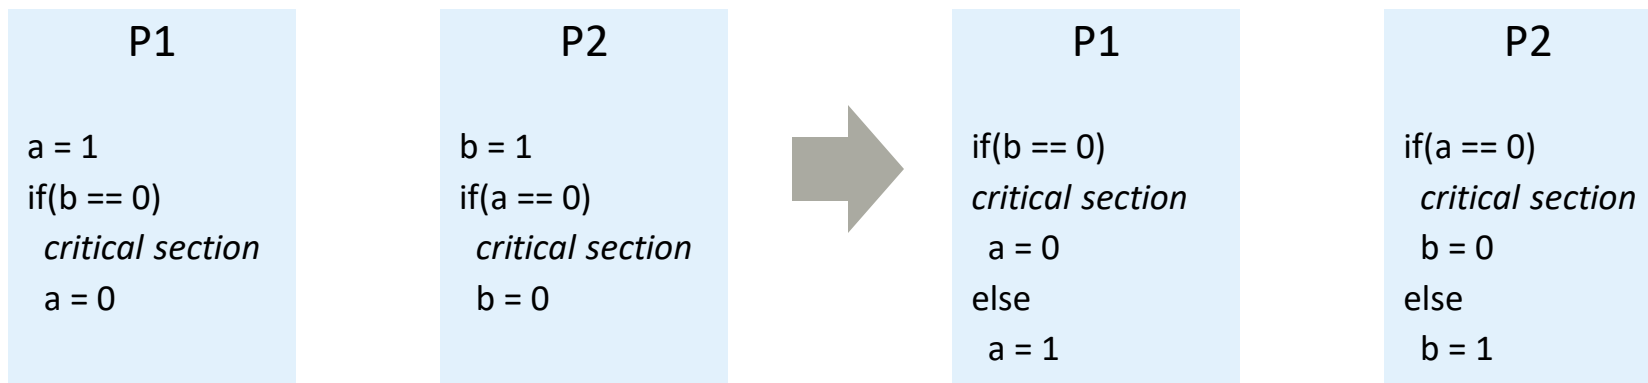 P1
a = 1
if(b == 0)
critical section
a = 0
P2
b = 1
if(a == 0)
critical section
b = 0
P1
if(b == 0)
critical section
a = 0
else
a = 1
P2
if(a == 0)
critical section
b = 0
else
b = 1